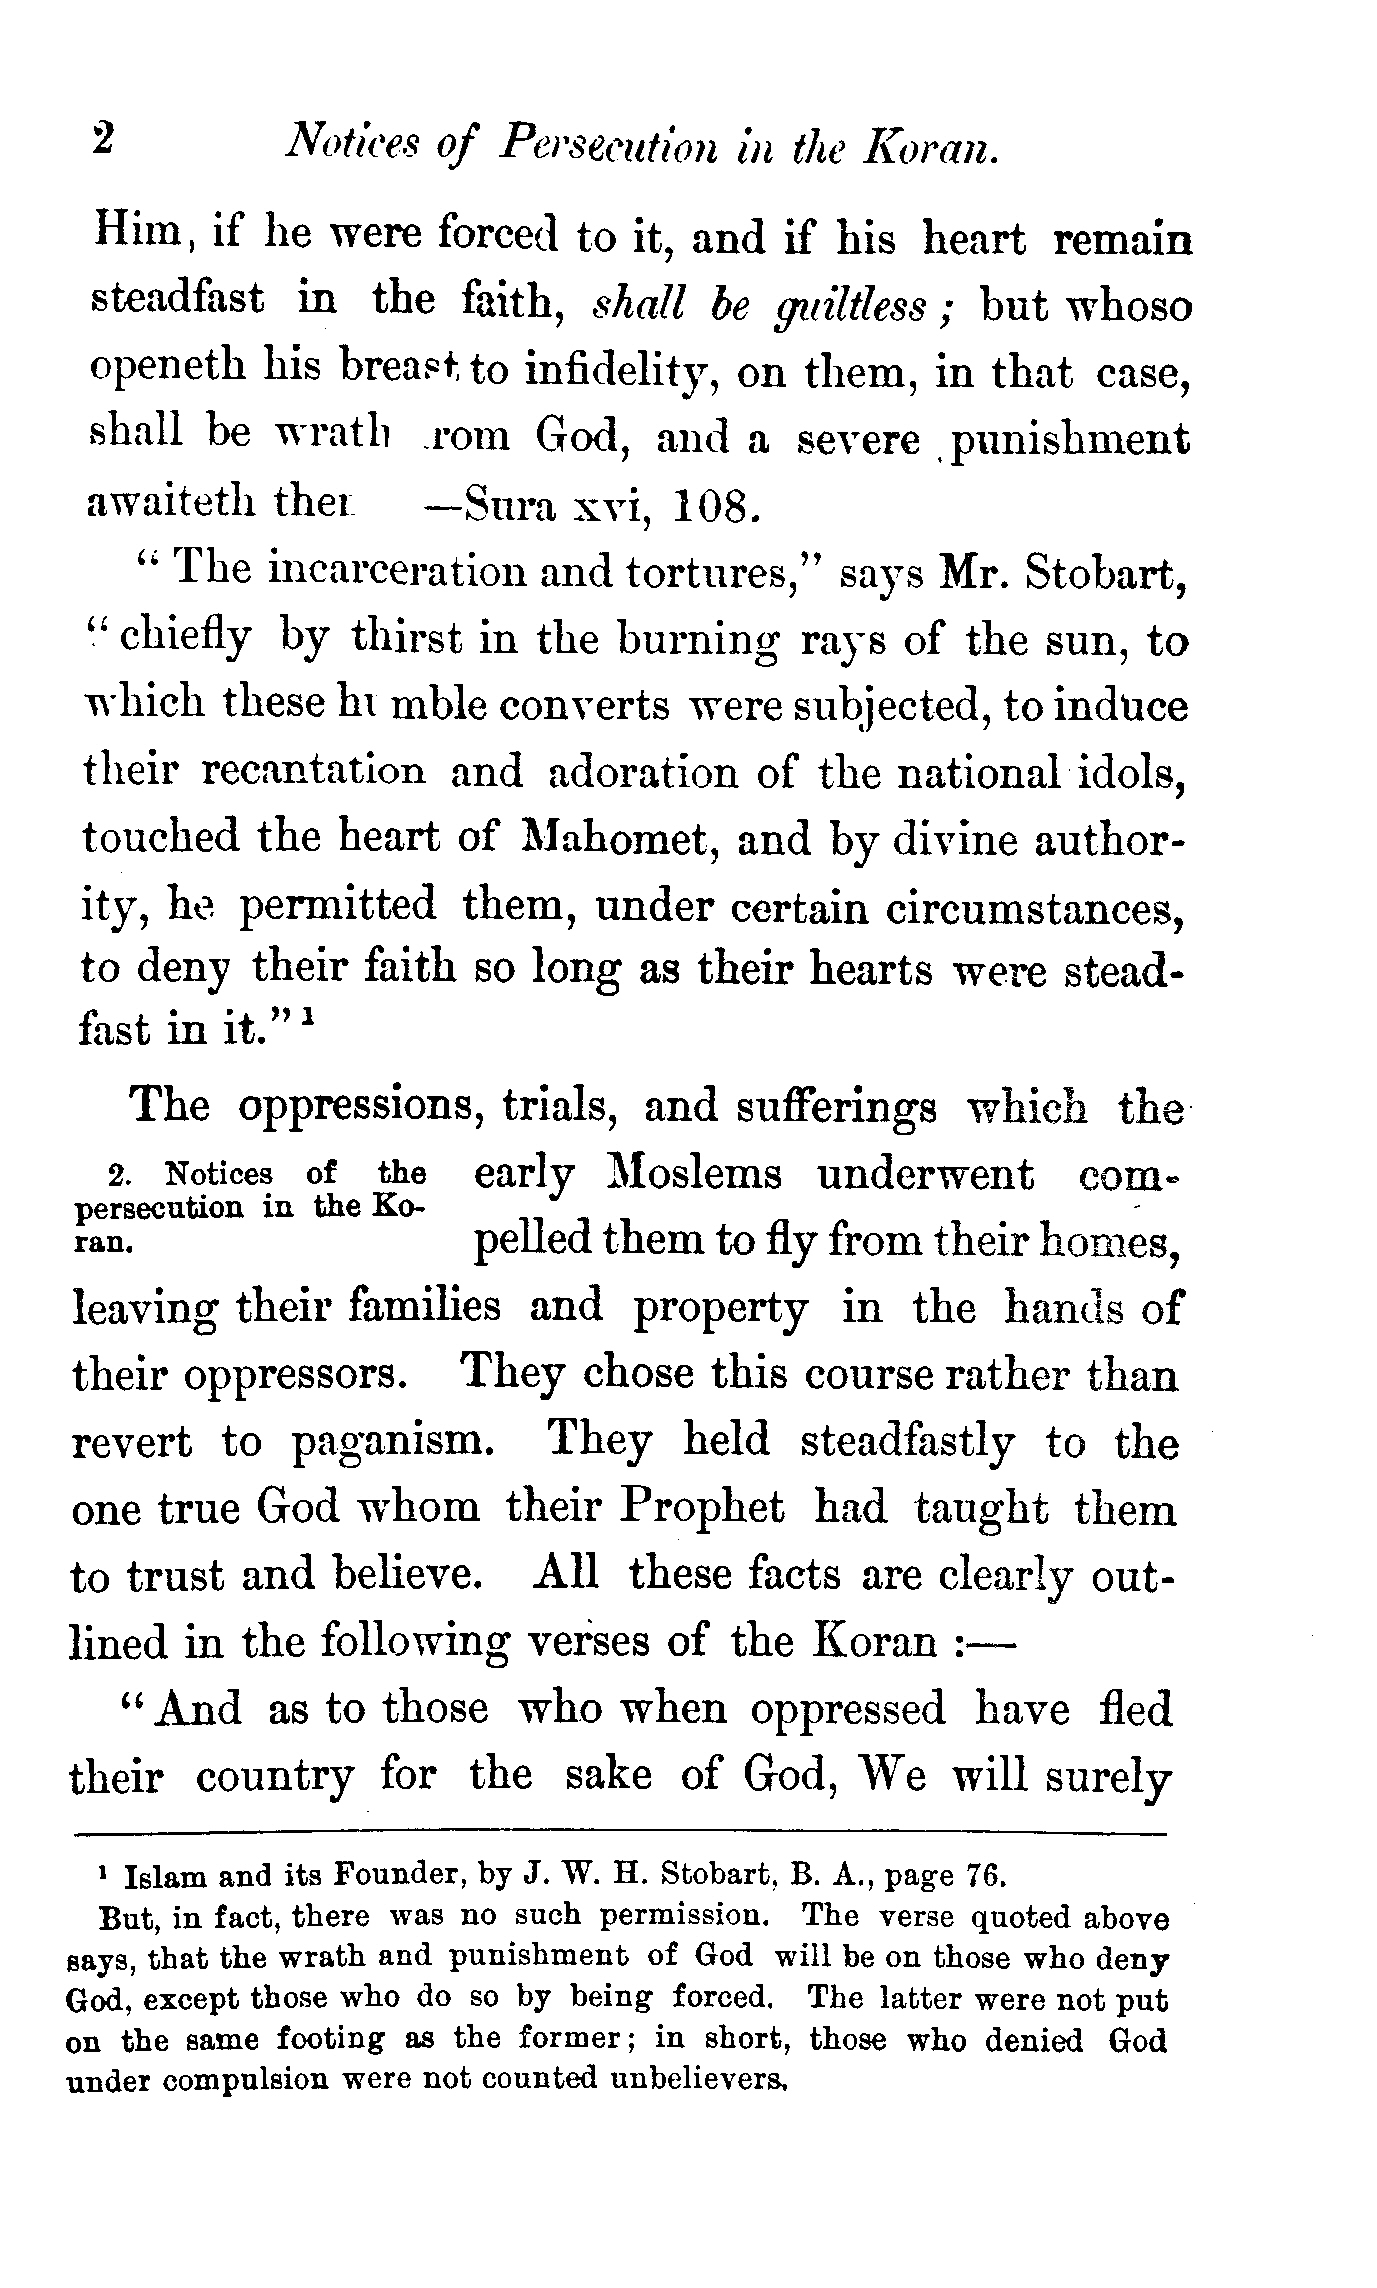 2 Notices of Persecution in the Koran.
Him, if he were forced to it, and if his heart remain
steadfast in the faith, shall be guiltless ; but whoso
openeth his breast to infidelity, on them, in that case,
shall be wrath rom God, and a severe punishment
awaiteth —Sura xvi, 108.
“ The incarceration and tortures,” says Mr. Stobart,
“ chiefly by thirst in the burning rays of the sun, to
which these h mble converts were subjected, to induce
their recantation and adoration of the national idols,
touched the heart of Mahomet, and by divine author-
ity, he permitted them, under certain circumstances,
to deny their faith so long as their hearts were stead-
fast in it.” 1
The oppressions, trials, and sufferings which the
2. Notices of the
persecution in the Ko-
ran.
early Moslems underwent com-
pelled them to fly from their homes,
leaving their families and property in the hands of
their oppressors. They chose this course rather than
revert to paganism. They held steadfastly to the
one true God whom their Prophet had taught them
to trust and believe. All these facts are clearly out-
lined in the following verses of the Koran :—
“ And as to those who when oppressed have fled
their country for the sake of God, We will surely
1 Islam and its Founder, by J. W. H. Stobart, B. A., page 76.
But, in fact, there was no such permission. The verse quoted above
says, that the wrath and punishment of God will be on those who deny
God, except those who do so by being forced. The latter were not put
on the same footing as the former; in short, those who denied God
under compulsion were not counted unbelievers.